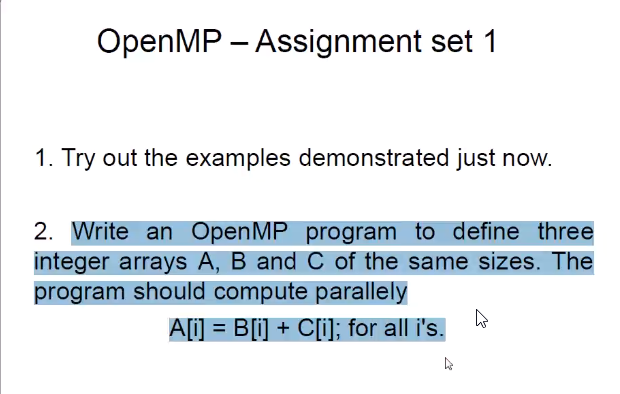 OpenMP – Assignment set 1
1. Try out the examples demonstrated just now.
2. Write an OpenMP program to define three
integer arrays A, B and C of the same sizes. The
program should compute parallely
A[i] = B[i] + C[i]; for all i's.